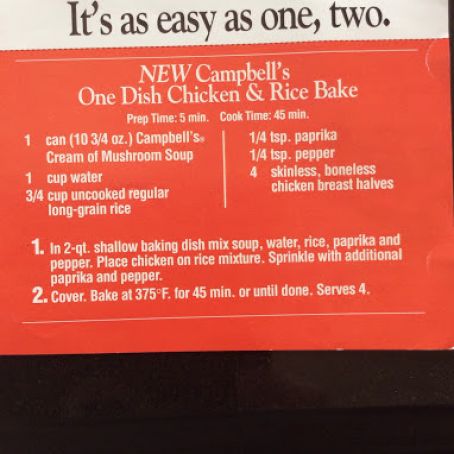 It's as easy as one, two.
NEW Campbell's
One Dish Chicken & Rice Bake
Prep Time: 5 min. Cook Time: 45 min.
1 can (10 3/4 oz.) Campbell's®
Cream of Mushroom Soup
1 cup water
3/4 cup uncooked regular
long-grain rice
1/4 tsp. paprika
1/4 tsp. pepper
4 skinless, boneless
chicken breast halves
1. In 2-qt. shallow baking dish mix soup, water, rice, paprika and
pepper. Place chicken on rice mixture. Sprinkle with additional
paprika and pepper.
2. Cover. Bake at 375°F. for 45 min. or until done. Serves 4.